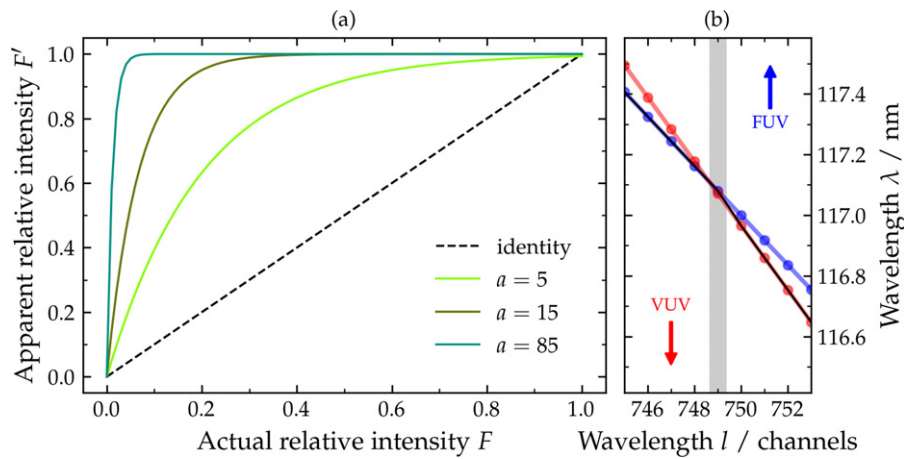 (a)
(b)
Apparent relative intensity F′
1.0
0.8
0.6
0.4
0.2
0.0
identity
a = 5
a = 15
a = 85
0.0 0.2 0.4 0.6 0.8 1.0
Actual relative intensity F
FUV
VUV
746 748 750 752
Wavelength l / channels
117.4
117.2
117.0
116.8
116.6
Wavelength λ / nm